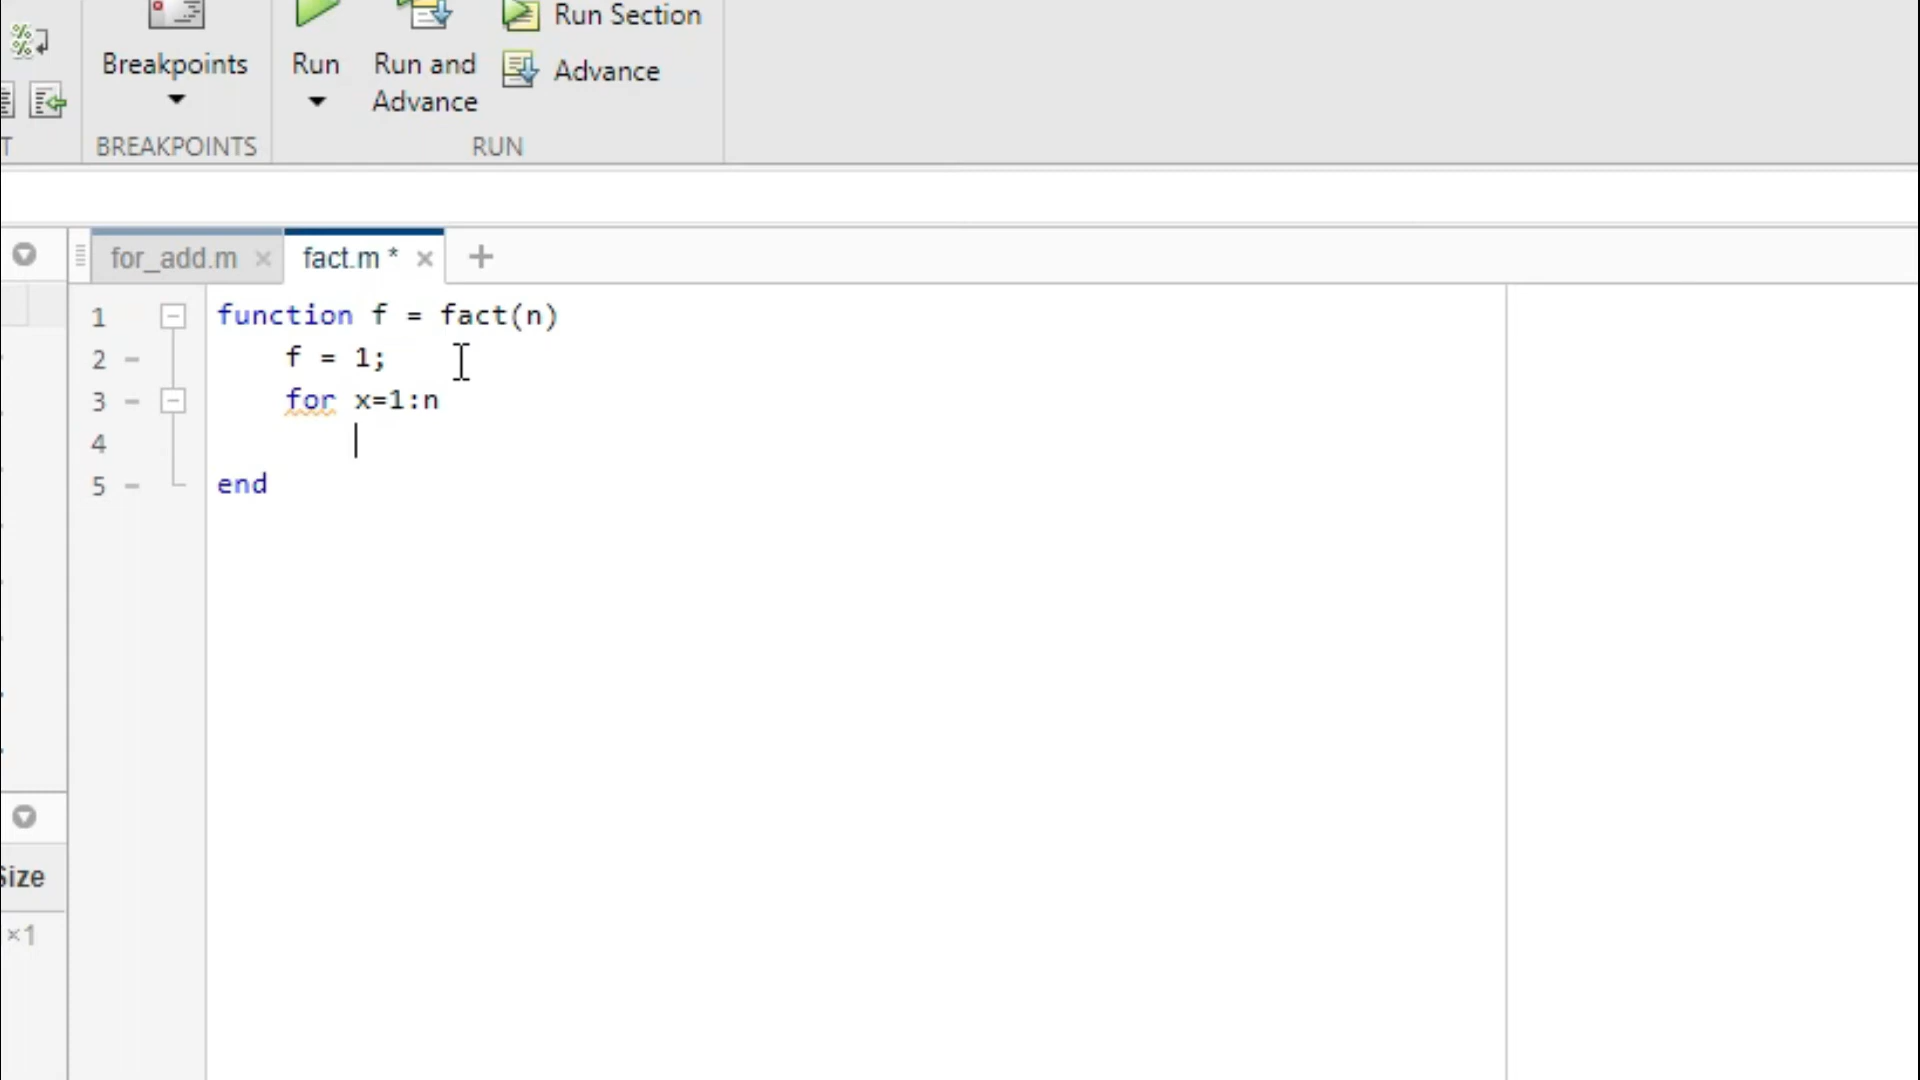 Run Section
Breakpoints
Run
Run and
Advance
Advance
BREAKPOINTS
RUN
T
for_add.m
fact.m *
1 function f = fact(n)
2 f = 1;
3 for x=1:n
4
5 end
Size
×1